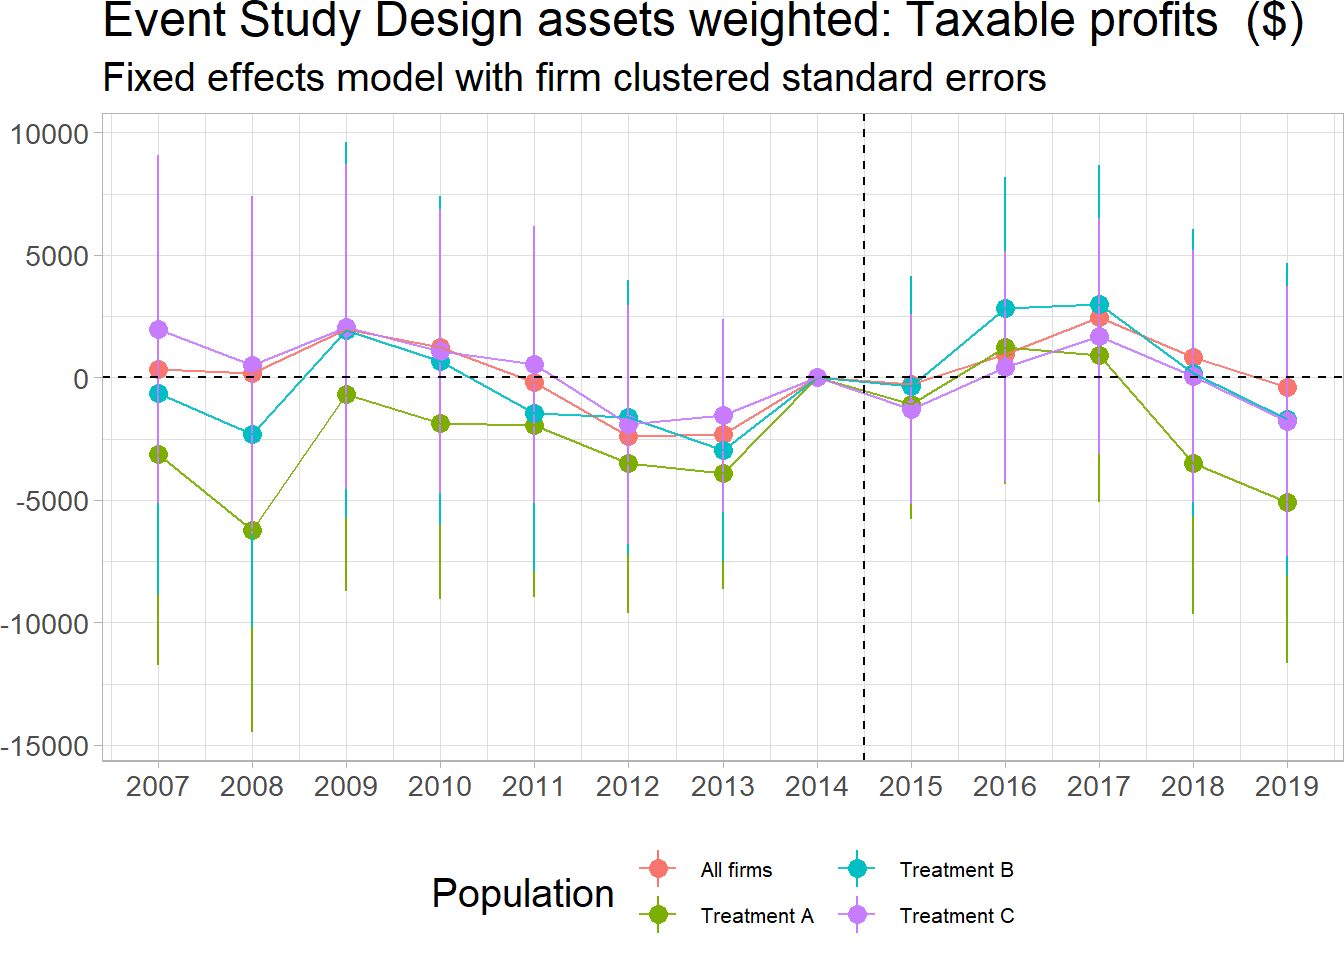 Event Study Design assets weighted: Taxable profits ($)
Fixed effects model with firm clustered standard errors
10000
5000
0
-5000
-10000
-15000
2007 2008 2009 2010 2011 2012 2013 2014 2015 2016 2017 2018 2019
Population
All firms
Treatment B
Treatment A
Treatment C